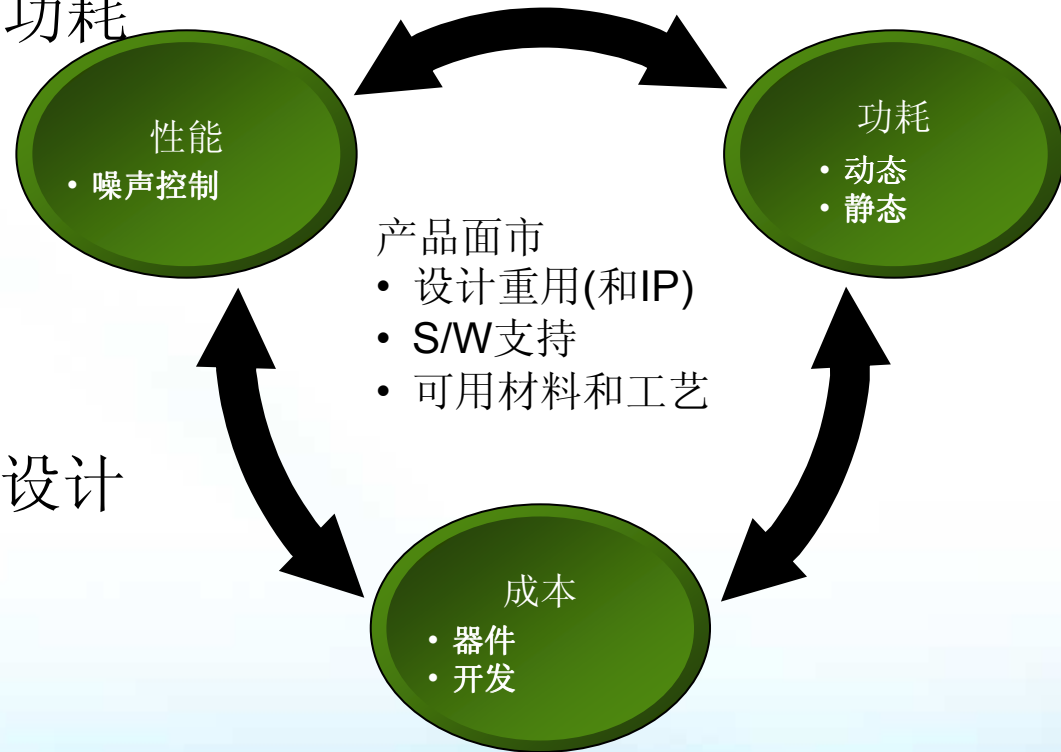 功耗
性能
• 噪声控制
功耗
• 动态
• 静态
产品面市
• 设计重用(和IP)
• S/W支持
• 可用材料和工艺
设计
成本
• 器件
• 开发